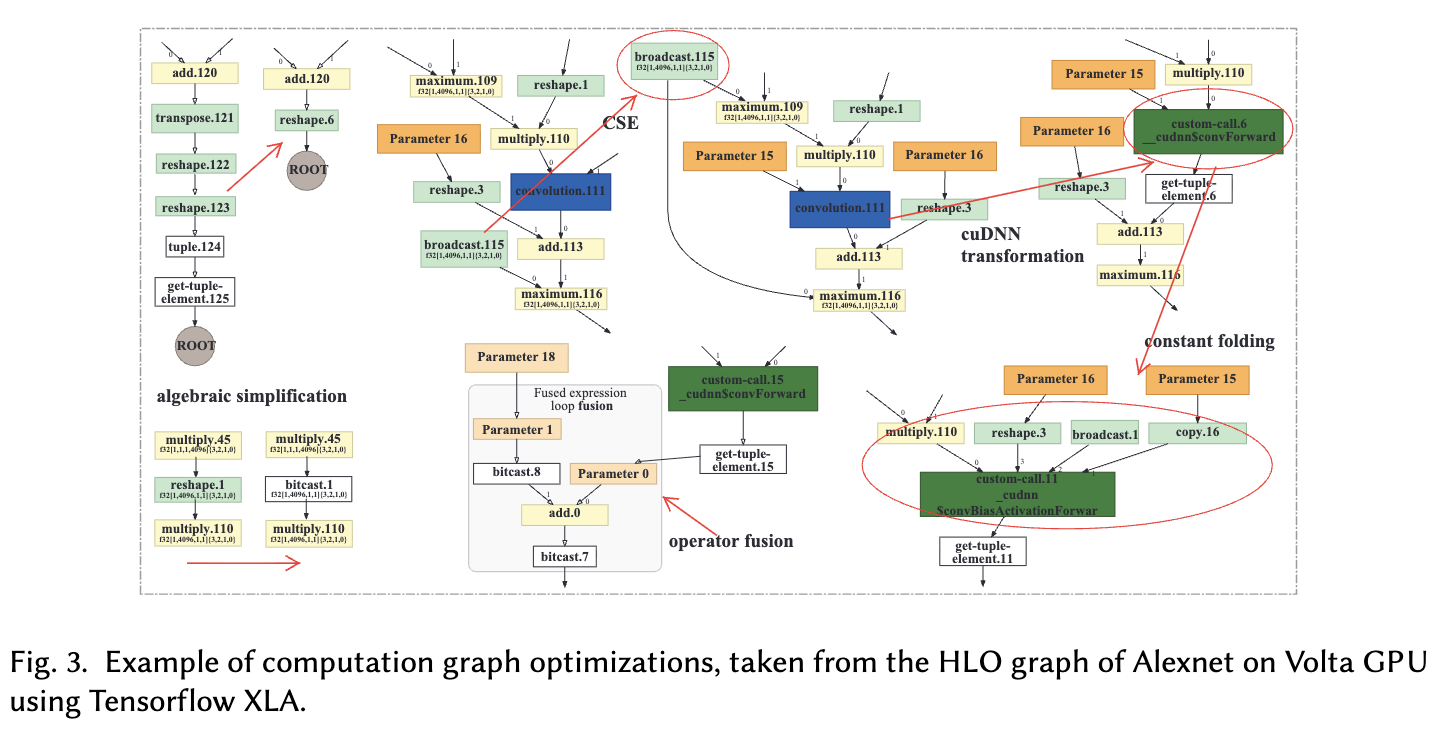 add.120
transpose.121
reshape.122
reshape.123
tuple.124
get-tuple-
element.125
ROOT
add.120
reshape.6
ROOT
algebraic simplification
multiply.45
f32[1,1,1,4096]{3,2,1,0}
reshape.1
f32[1,4096,1,1]{3,2,1,0}
multiply.110
f32[1,4096,1,1]{3,2,1,0}
multiply.45
f32[1,1,1,4096]{3,2,1,0}
bitcast.1
f32[1,4096,1,1]{3,2,1,0}
multiply.110
f32[1,4096,1,1]{3,2,1,0}
maximum.109
f32[1,4096,1,1]{3,2,1,0}
reshape.1
Parameter 16
multiply.110
reshape.3
convolution.111
broadcast.115
f32[1,4096,1,1]{3,2,1,0}
add.113
maximum.116
f32[1,4096,1,1]{3,2,1,0}
CSE
broadcast.115
f32[1,4096,1,1]{3,2,1,0}
maximum.109
f32[1,4096,1,1]{3,2,1,0}
reshape.1
Parameter 15
multiply.110
Parameter 16
convolution.111
reshape.3
add.113
maximum.116
f32[1,4096,1,1]{3,2,1,0}
cuDNN
transformation
Parameter 15
multiply.110
Parameter 16
custom-call.6
__cudnn$convForward
reshape.3
get-tuple-
element.6
add.113
maximum.116
constant folding
Parameter 18
Fused expression
loop fusion
Parameter 1
bitcast.8
Parameter 0
add.0
bitcast.7
custom-call.15
_cudnn$convForward
get-tuple-
element.15
operator fusion
Parameter 16
Parameter 15
multiply.110
reshape.3
broadcast.1
copy.16
custom-call.11
_cudnn
$convBiasActivationForwar
get-tuple-
element.11
Fig. 3. Example of computation graph optimizations, taken from the HLO graph of Alexnet on Volta GPU
using Tensorflow XLA.